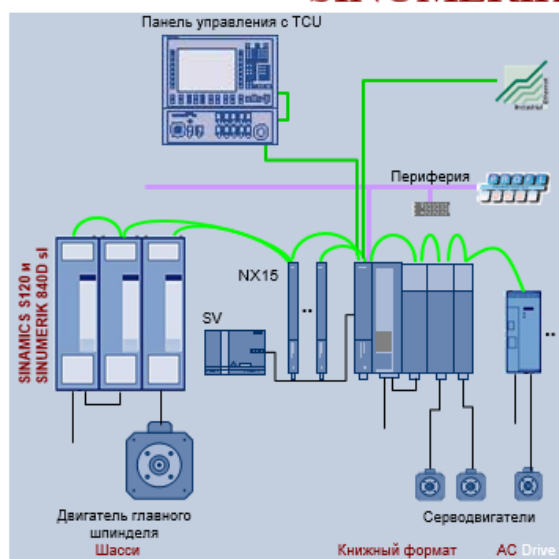 SINUMERIK
Панель управления с TCU
Периферия
NX15
SV
SINAMICS S120 и
SINUMERIK 840D sl
Двигатель главного
шпинделя
Серводвигатели
Шасси
Книжный формат
AC Drive